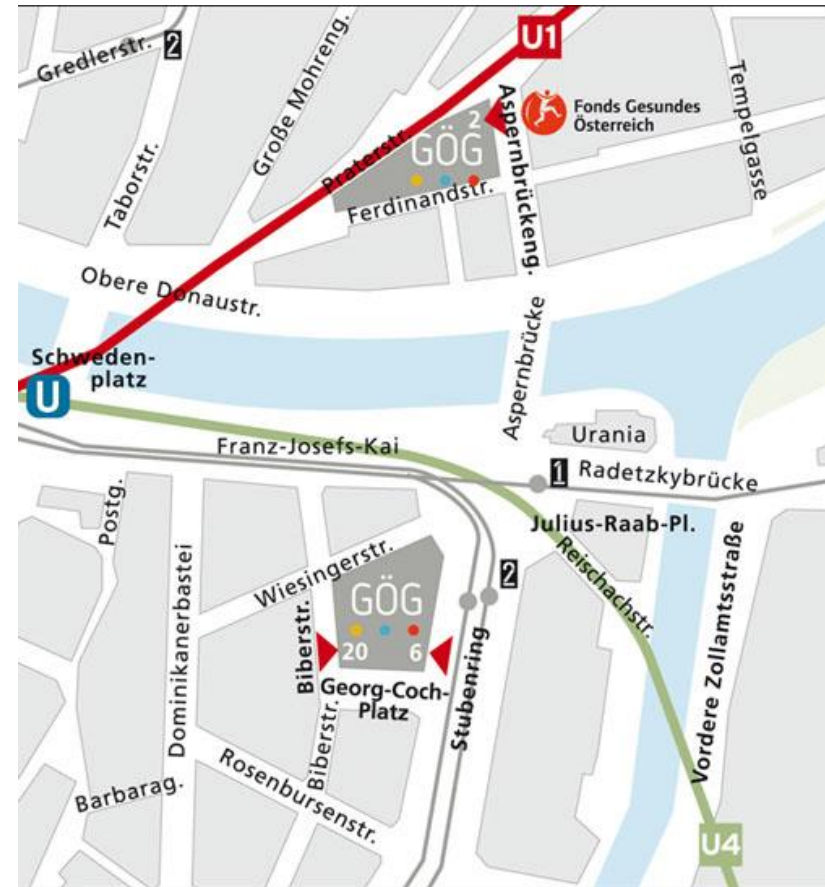 U1
Gredlerstr.
2
Große Mohreng.
Tempelgasse
Taborstr.
Praterstr.
2
GÖG
Aspernbrückeng.
Fonds Gesundes
Österreich
Ferdinandstr.
Obere Donaustr.
Schweden-
platz
U
Aspernbrücke
Franz-Josefs-Kai
Urania
1
Radetzkybrücke
Postg.
Julius-Raab-Pl.
Wiesingerstr.
Reischachstr.
2
Dominikanerbastei
GÖG
20
6
Biberstr.
Georg-Coch-
Platz
Stubenring
Vordere Zollamtsstraße
Biberstr.
Barbarag.
Rosenbursenstr.
U4